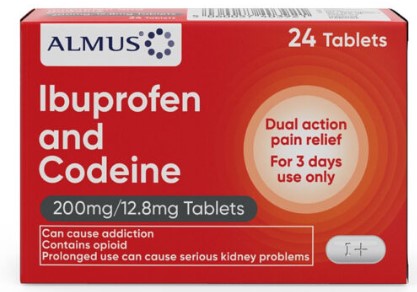 ALMUS
24 Tablets
Ibuprofen
and
Codeine
Dual action
pain relief
For 3 days
use only
200mg/12.8mg Tablets
Can cause addiction
Contains opioid
Prolonged use can cause serious kidney problems